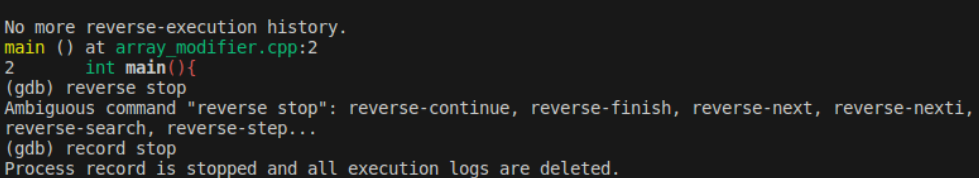 No more reverse-execution history.
main () at array_modifier.cpp:2
2       int main(){
(gdb) reverse stop
Ambiguous command "reverse stop": reverse-continue, reverse-finish, reverse-next, reverse-nexti,
reverse-search, reverse-step...
(gdb) record stop
Process record is stopped and all execution logs are deleted.